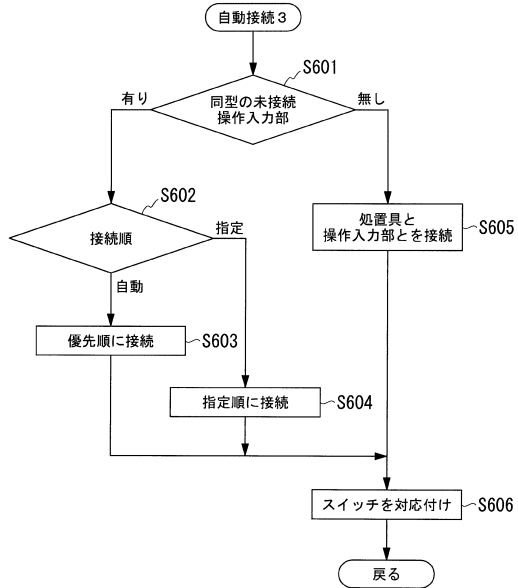 自動接続３
S601
同型の未接続
操作入力部
有り
無し
S602
接続順
指定
自動
処置具と
操作入力部とを接続
S605
優先順に接続
S603
指定順に接続
S604
スイッチを対応付け
S606
戻る